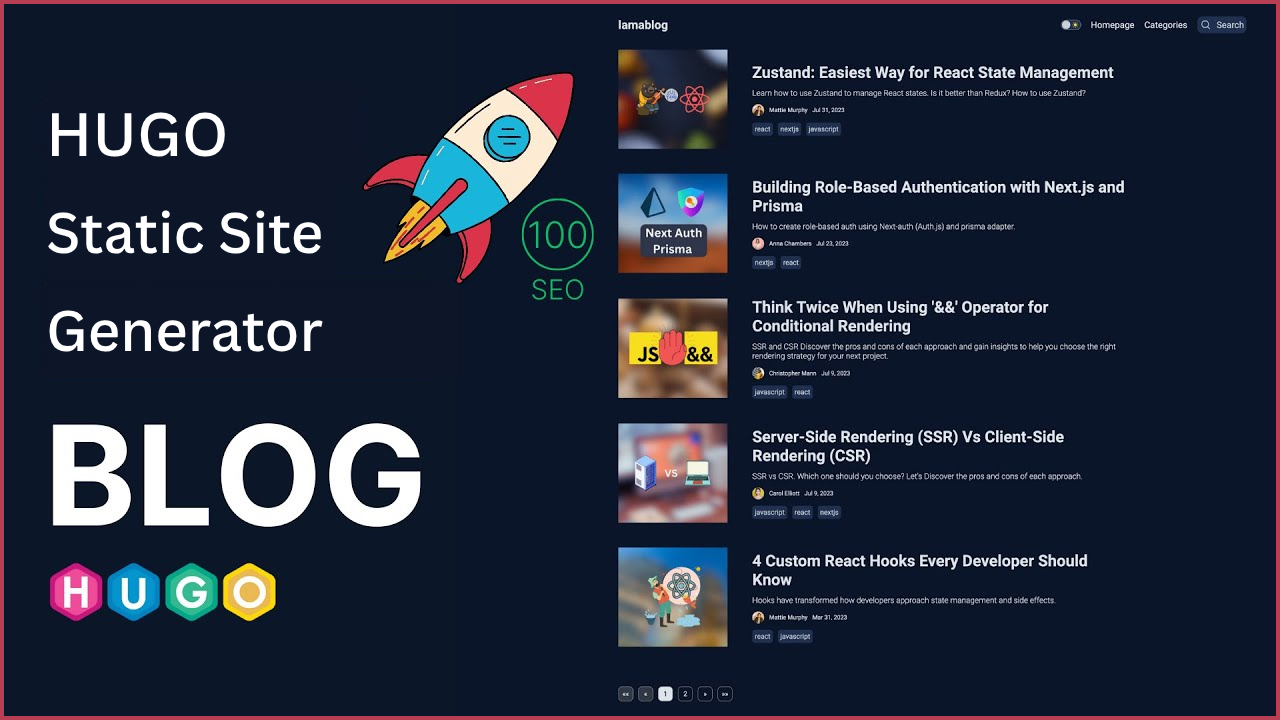 HUGO
Static Site
Generator
BLOG
HUGO
100
SEO
lamablog
Homepage
Categories
Search
Zustand: Easiest Way for React State Management
Learn how to use Zustand to manage React states. Is it better than Redux? How to use Zustand?
Mattie Murphy Jul 31, 2023
react nextjs javascript
Next Auth
Prisma
Building Role-Based Authentication with Next.js and
Prisma
How to create role-based auth using Next-auth (Auth.js) and prisma adapter.
Anna Chambers Jul 23, 2023
nextjs react
JS && 
Think Twice When Using '&&' Operator for
Conditional Rendering
SSR and CSR Discover the pros and cons of each approach and gain insights to help you choose the right
rendering strategy for your next project.
Christopher Mann Jul 9, 2023
javascript react
VS
Server-Side Rendering (SSR) Vs Client-Side
Rendering (CSR)
SSR vs CSR. Which one should you choose? Let's Discover the pros and cons of each approach.
Carol Elliott Jul 9, 2023
javascript react nextjs
4 Custom React Hooks Every Developer Should
Know
Hooks have transformed how developers approach state management and side effects.
Mattie Murphy Mar 31, 2023
react javascript
«« « 1 2 » »»